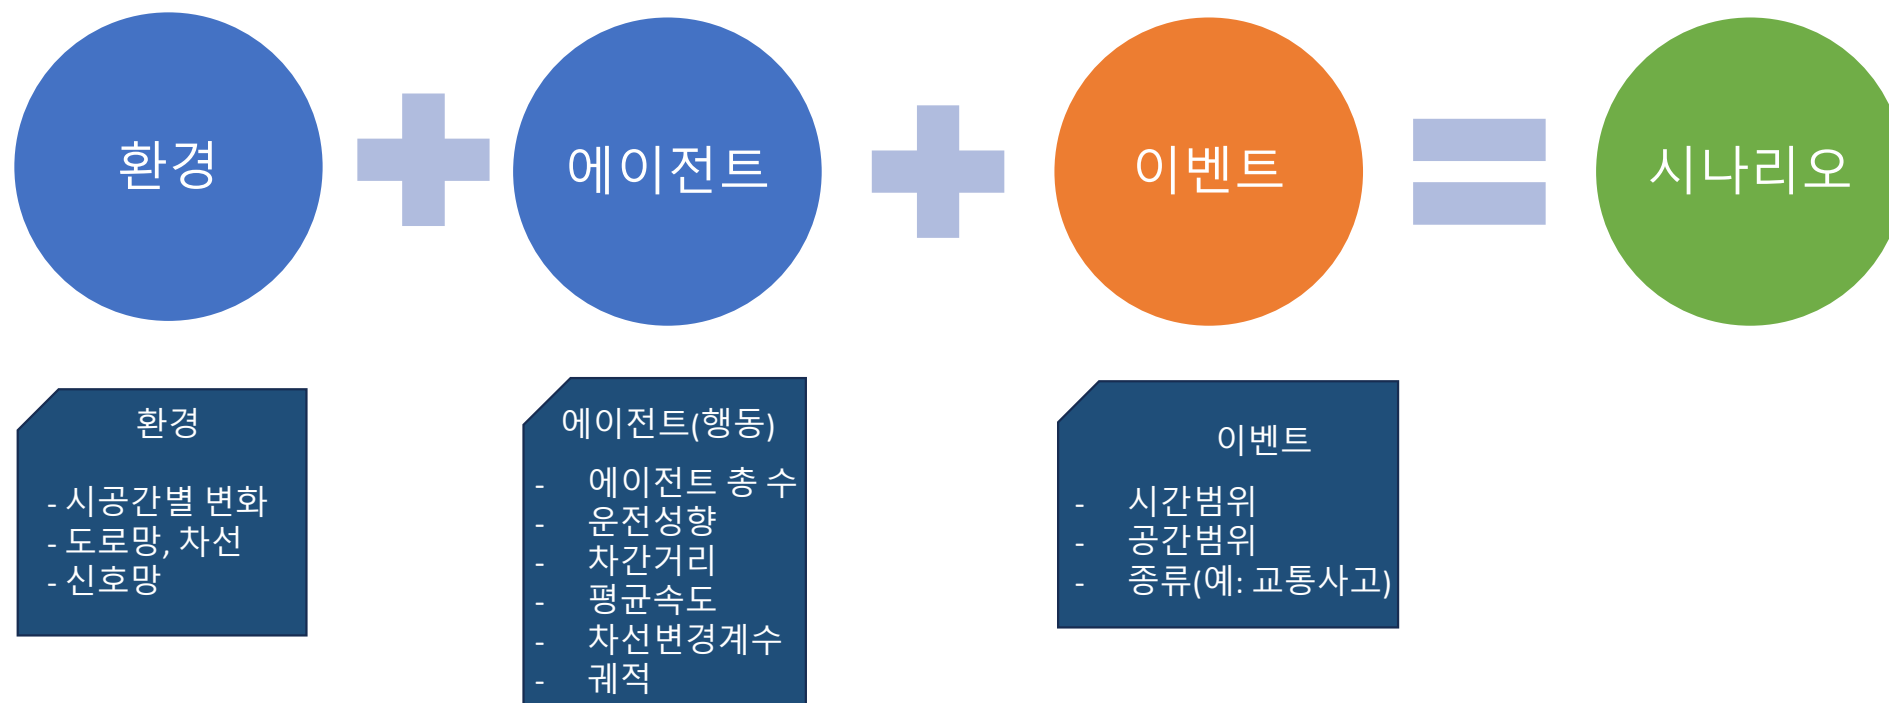 환경
에이전트
이벤트
시나리오
환경
- 시공간별 변화
- 도로망, 차선
- 신호망
에이전트(행동)
- 에이전트 총 수
- 운전성향
- 차간거리
- 평균속도
- 차선변경계수
- 궤적
이벤트
- 시간범위
- 공간범위
- 종류(예: 교통사고)